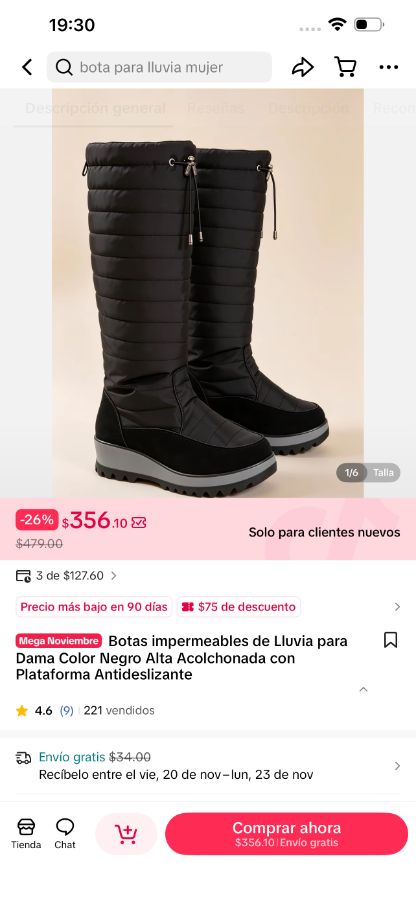 19:30
bota para lluvia mujer
Descripción general Reseñas Descripción Recom
1/6 Talla
-26% $356.10
$479.00
Solo para clientes nuevos
3 de $127.60
Precio más bajo en 90 días $75 de descuento
Mega Noviembre Botas impermeables de Lluvia para
Dama Color Negro Alta Acolchonada con
Plataforma Antideslizante
4.6 (9) 221 vendidos
Envío gratis $34.00
Recíbelo entre el vie, 20 de nov–lun, 23 de nov
Tienda
Chat
Comprar ahora
$356.10 | Envío gratis